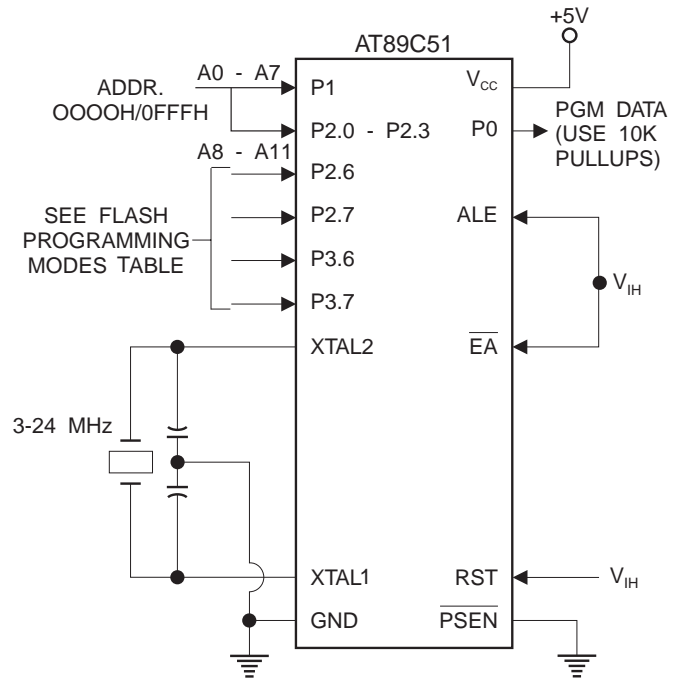 +5V
AT89C51
ADDR.
OOOOH/0FFFH
A0 - A7
P1
VCC
P2.0 - P2.3
P0
PGM DATA
(USE 10K
PULLUPS)
A8 - A11
P2.6
SEE FLASH
PROGRAMMING
MODES TABLE
P2.7
ALE
P3.6
VIH
P3.7
XTAL2
EA
3-24 MHz
XTAL1
RST
VIH
GND
PSEN